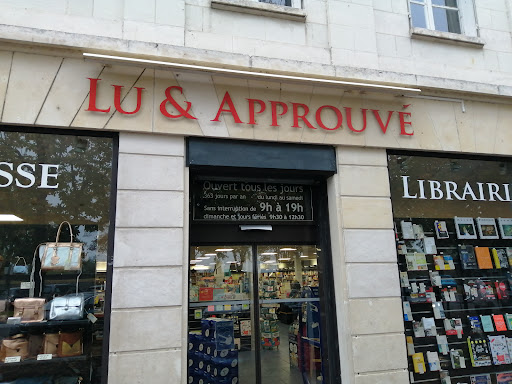 LU & APPROUVÉ
SSE
Ouvert tous les jours
363 jours par an du lundi au samedi
Sans interruption de 9h à 19h
dimanche et jours fériés 9h30 à 12h30
LIBRAIRI